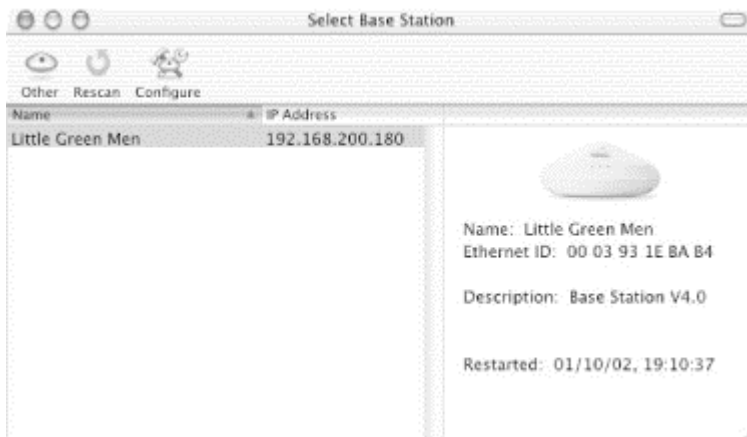 Select Base Station
Other Rescan Configure
Name IP Address
Little Green Men 192.168.200.180
Name: Little Green Men
Ethernet ID: 00 03 93 1E BA B4
Description: Base Station V4.0
Restarted: 01/10/02, 19:10:37